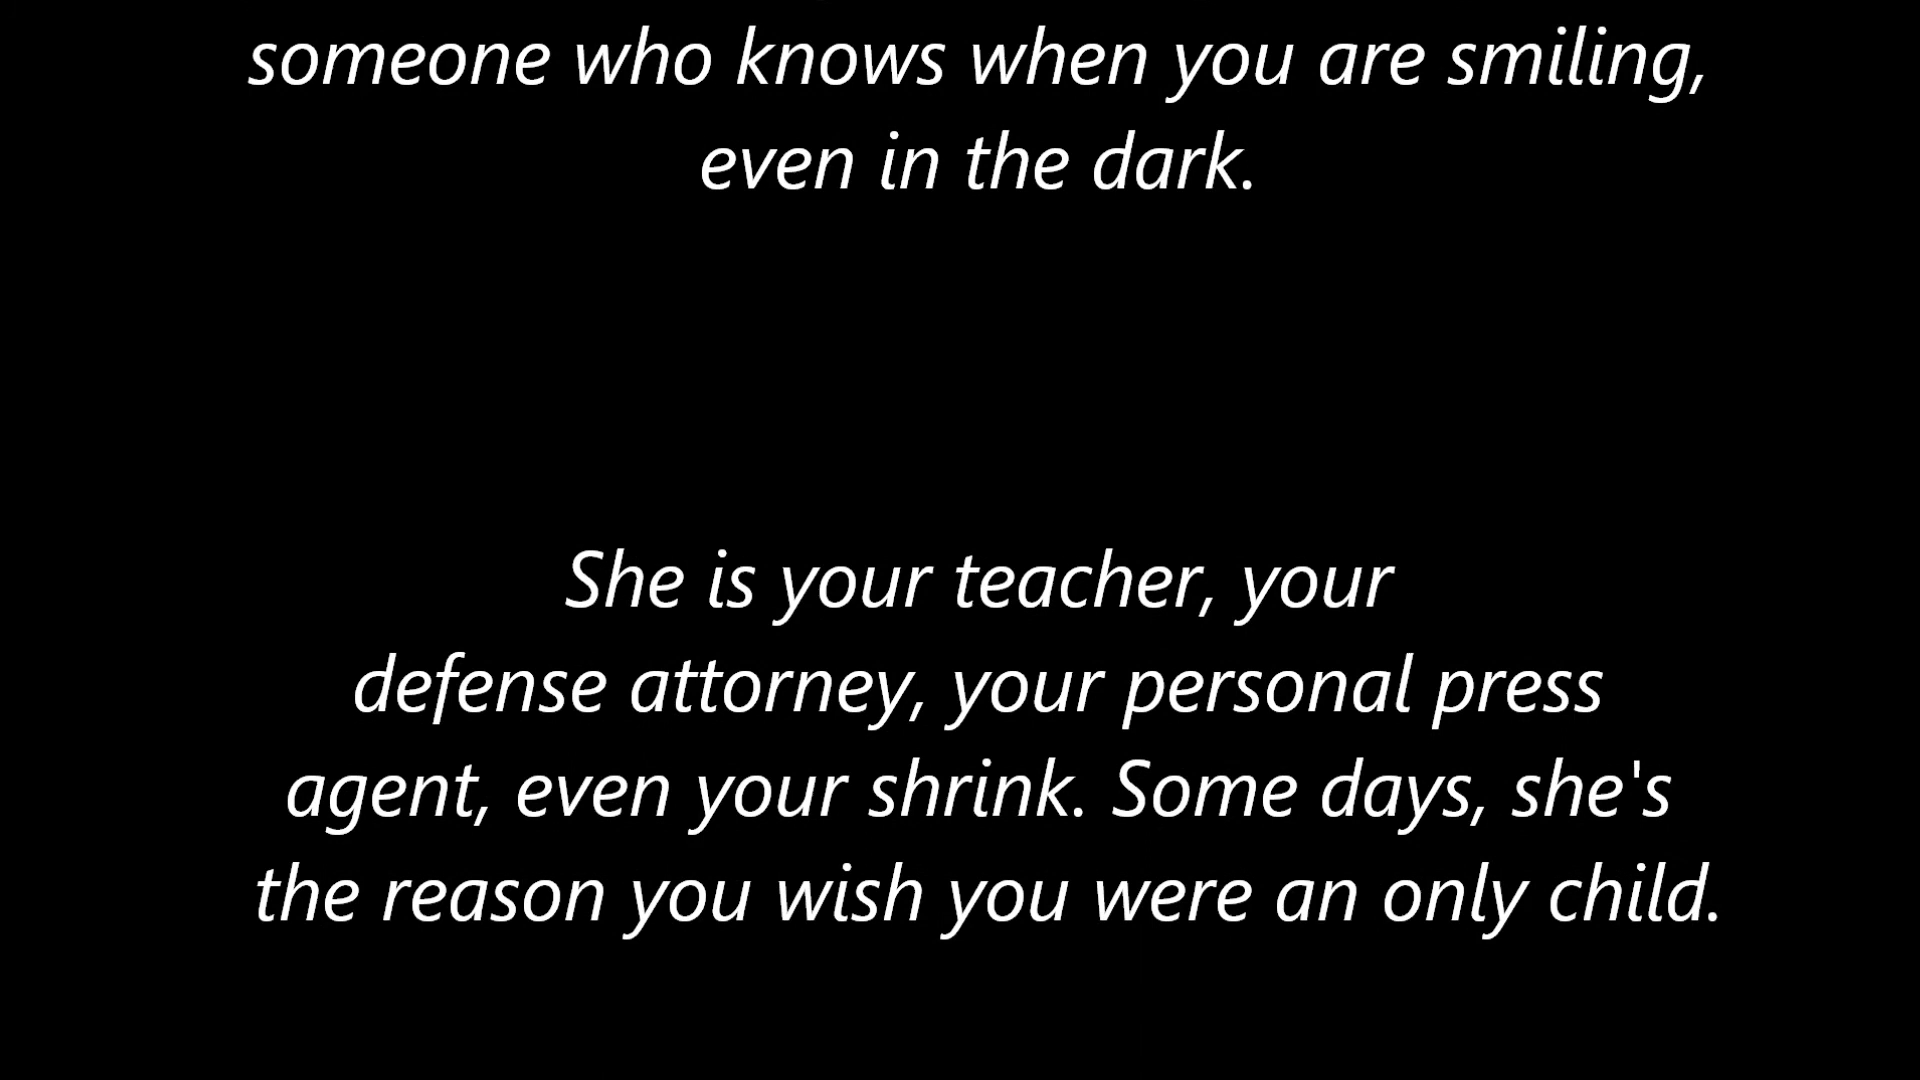 someone who knows when you are smiling,
even in the dark.
She is your teacher, your
defense attorney, your personal press
agent, even your shrink. Some days, she's
the reason you wish you were an only child.